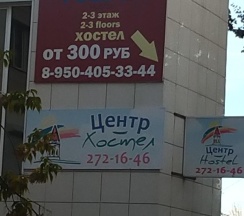 2-3 этаж
2-3 floors
ХОСТЕЛ
ОТ 300 РУБ
8-950-405-33-44
Центр
Хостел
272-16-46
Центр
Hostel
272-16-46